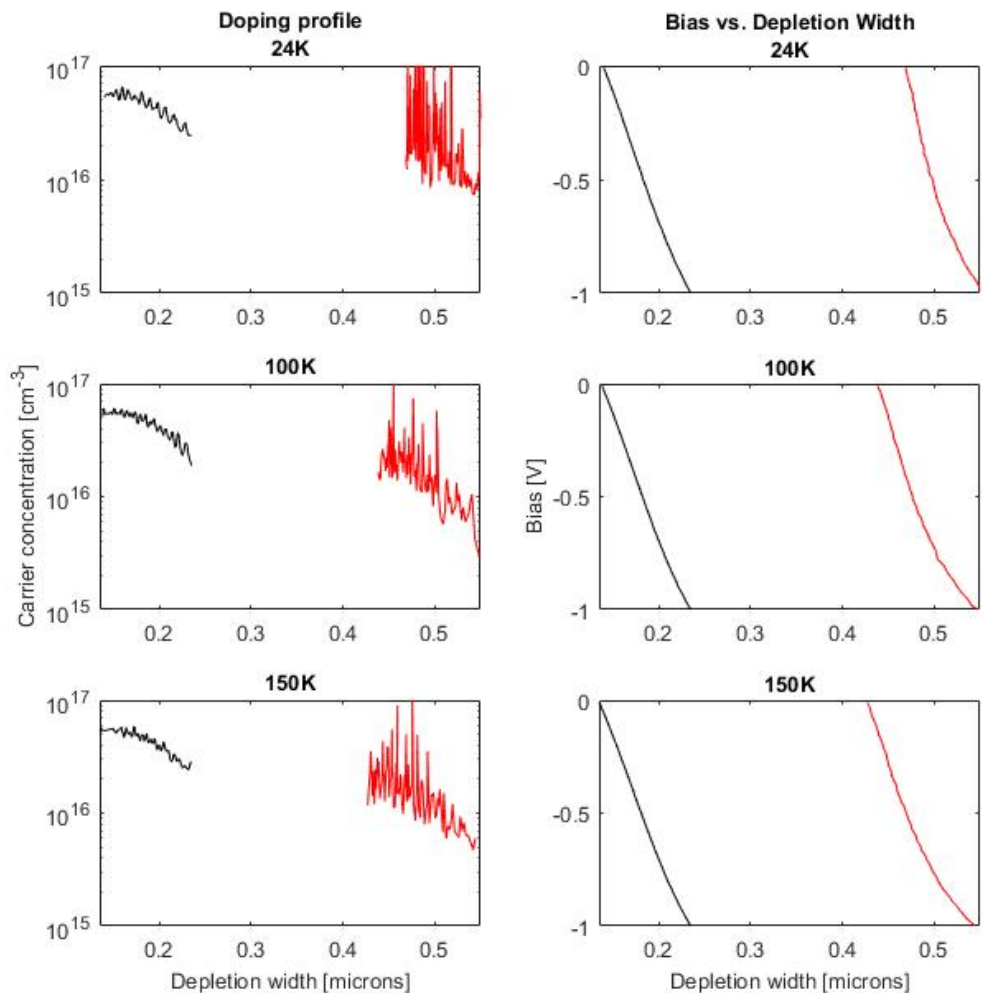 Doping profile
24K
10^17
10^16
10^15
0.2 0.3 0.4 0.5
Bias vs. Depletion Width
24K
0
-0.5
-1
0.2 0.3 0.4 0.5
Carrier concentration [cm^-3]
100K
10^17
10^16
10^15
0.2 0.3 0.4 0.5
Bias [V]
100K
0
-0.5
-1
0.2 0.3 0.4 0.5
150K
10^17
10^16
10^15
0.2 0.3 0.4 0.5
Depletion width [microns]
150K
0
-0.5
-1
0.2 0.3 0.4 0.5
Depletion width [microns]